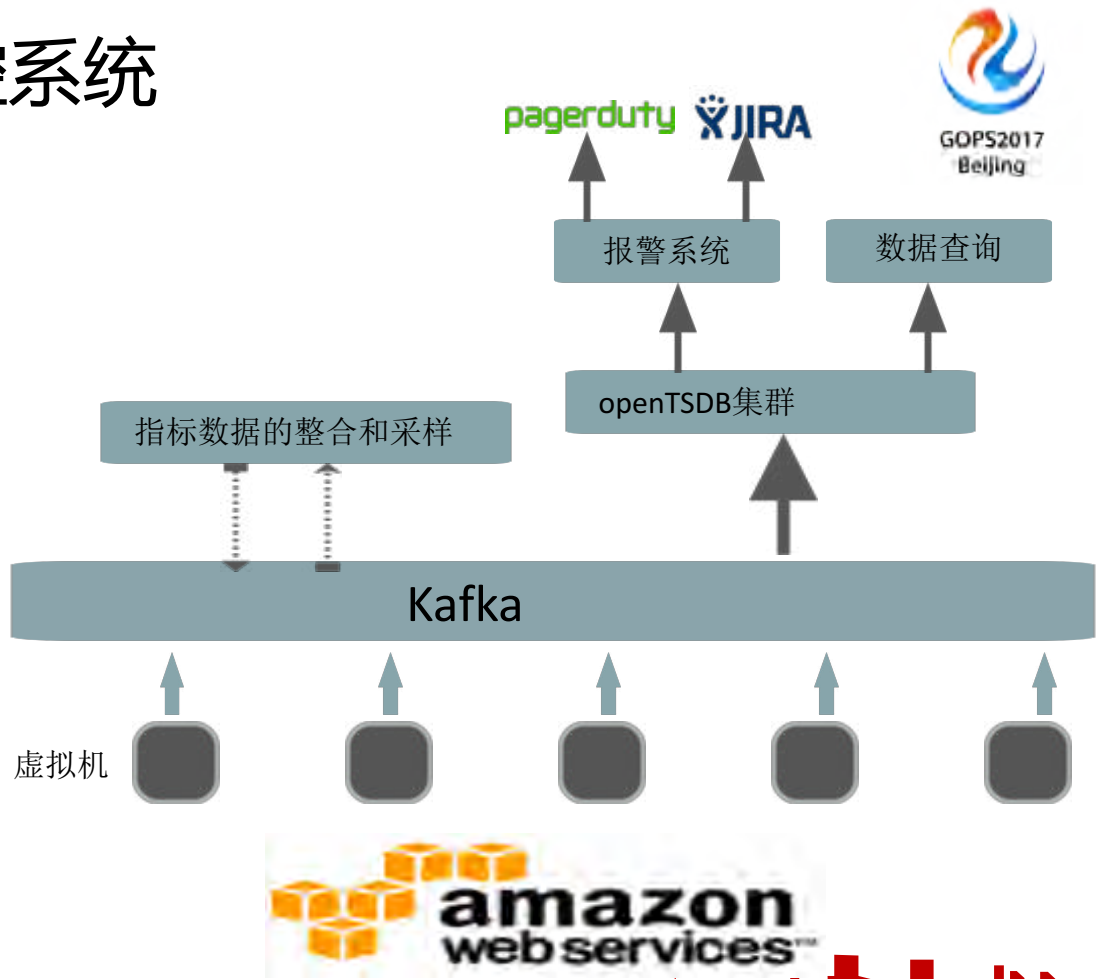 系统
pagerduty JIRA
GOPS2017
Beijing
报警系统
数据查询
openTSDB集群
指标数据的整合和采样
Kafka
虚拟机
amazon
web services™